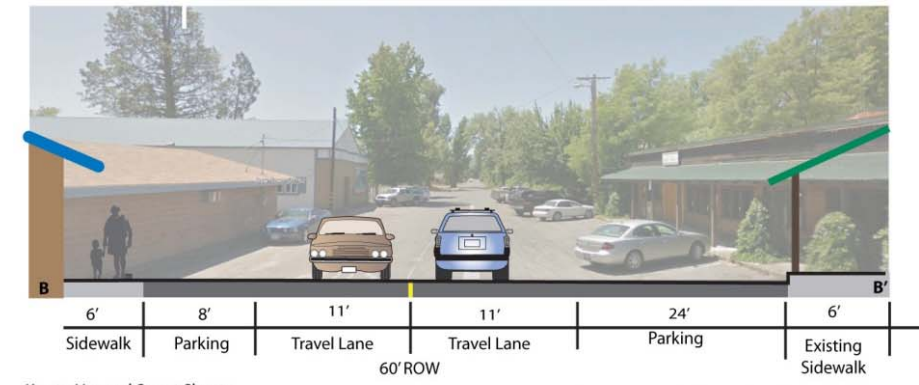 B
B'
6'
8'
11'
11'
24'
6'
Sidewalk
Parking
Travel Lane
Travel Lane
Parking
Existing
Sidewalk
60' ROW